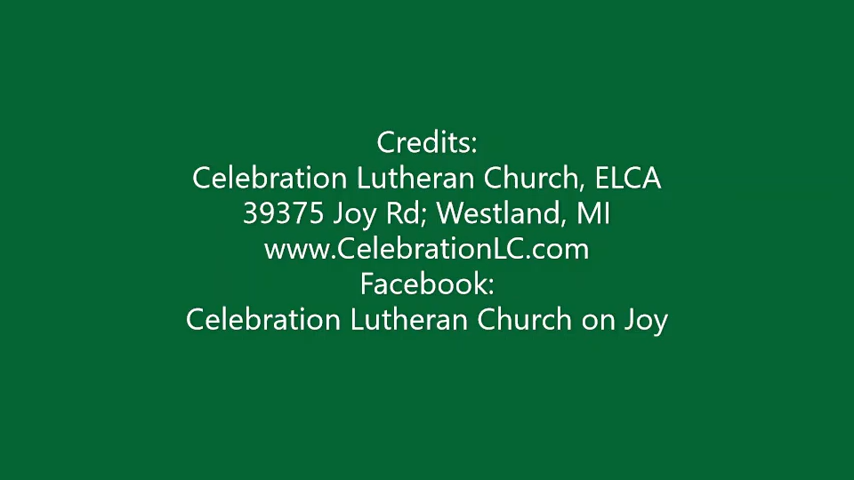 Credits:
Celebration Lutheran Church, ELCA
39375 Joy Rd; Westland, MI
www.CelebrationLC.com
Facebook:
Celebration Lutheran Church on Joy